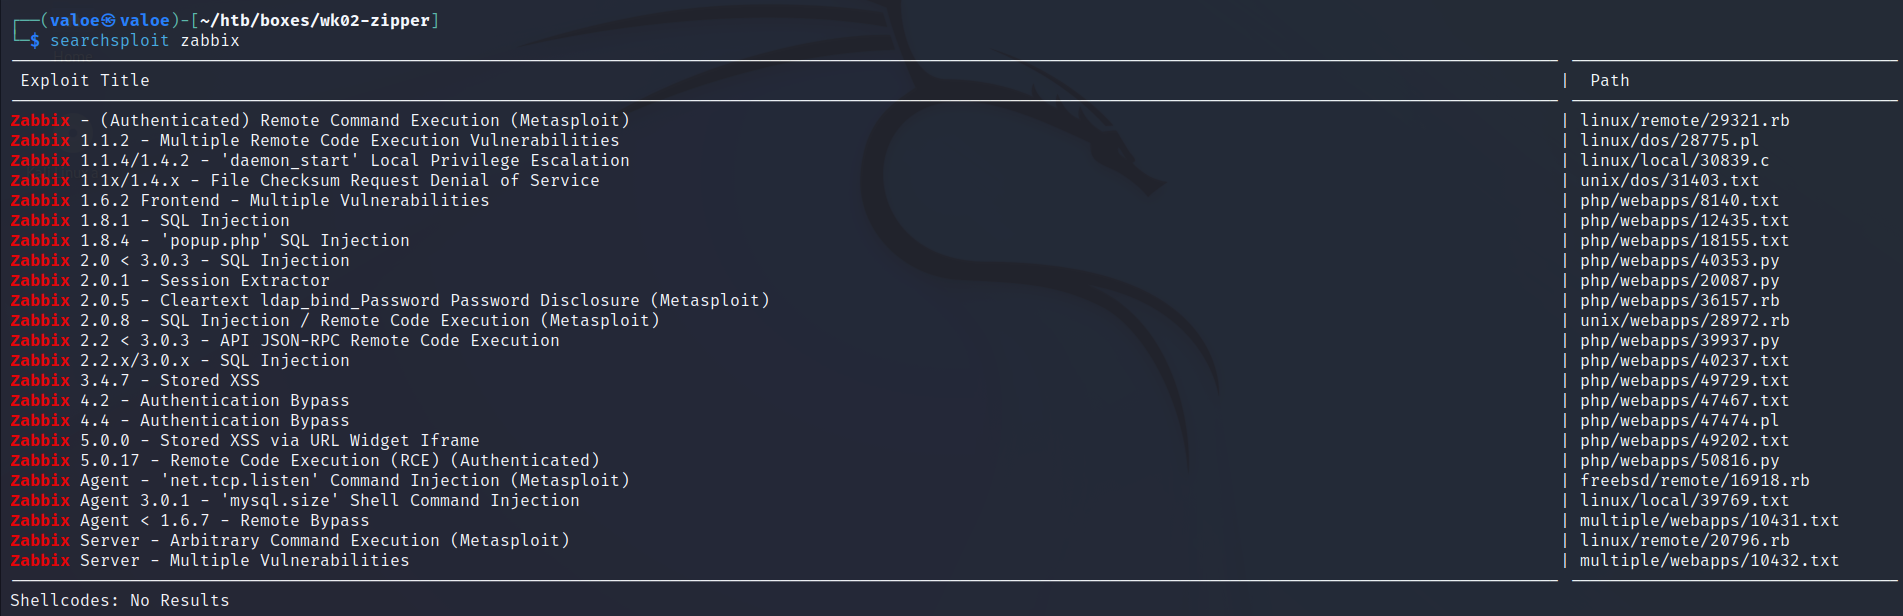 (valoe㉿valoe)-[~/htb/boxes/wk02-zipper]
$ searchsploit zabbix
Exploit Title | Path
Zabbix - (Authenticated) Remote Command Execution (Metasploit) | linux/remote/29321.rb
Zabbix 1.1.2 - Multiple Remote Code Execution Vulnerabilities | linux/dos/28775.pl
Zabbix 1.1.4/1.4.2 - 'daemon_start' Local Privilege Escalation | linux/local/30839.c
Zabbix 1.1x/1.4.x - File Checksum Request Denial of Service | unix/dos/31403.txt
Zabbix 1.6.2 Frontend - Multiple Vulnerabilities | php/webapps/8140.txt
Zabbix 1.8.1 - SQL Injection | php/webapps/12435.txt
Zabbix 1.8.4 - 'popup.php' SQL Injection | php/webapps/18155.txt
Zabbix 2.0 < 3.0.3 - SQL Injection | php/webapps/40353.py
Zabbix 2.0.1 - Session Extractor | php/webapps/20087.py
Zabbix 2.0.5 - Cleartext ldap_bind_Password Password Disclosure (Metasploit) | php/webapps/36157.rb
Zabbix 2.0.8 - SQL Injection / Remote Code Execution (Metasploit) | unix/webapps/28972.rb
Zabbix 2.2 < 3.0.3 - API JSON-RPC Remote Code Execution | php/webapps/39937.py
Zabbix 2.2.x/3.0.x - SQL Injection | php/webapps/40237.txt
Zabbix 3.4.7 - Stored XSS | php/webapps/49729.txt
Zabbix 4.2 - Authentication Bypass | php/webapps/47467.txt
Zabbix 4.4 - Authentication Bypass | php/webapps/47474.pl
Zabbix 5.0.0 - Stored XSS via URL Widget Iframe | php/webapps/49202.txt
Zabbix 5.0.17 - Remote Code Execution (RCE) (Authenticated) | php/webapps/50816.py
Zabbix Agent - 'net.tcp.listen' Command Injection (Metasploit) | freebsd/remote/16918.rb
Zabbix Agent 3.0.1 - 'mysql.size' Shell Command Injection | linux/local/39769.txt
Zabbix Agent < 1.6.7 - Remote Bypass | multiple/webapps/10431.txt
Zabbix Server - Arbitrary Command Execution (Metasploit) | linux/remote/20796.rb
Zabbix Server - Multiple Vulnerabilities | multiple/webapps/10432.txt
Shellcodes: No Results